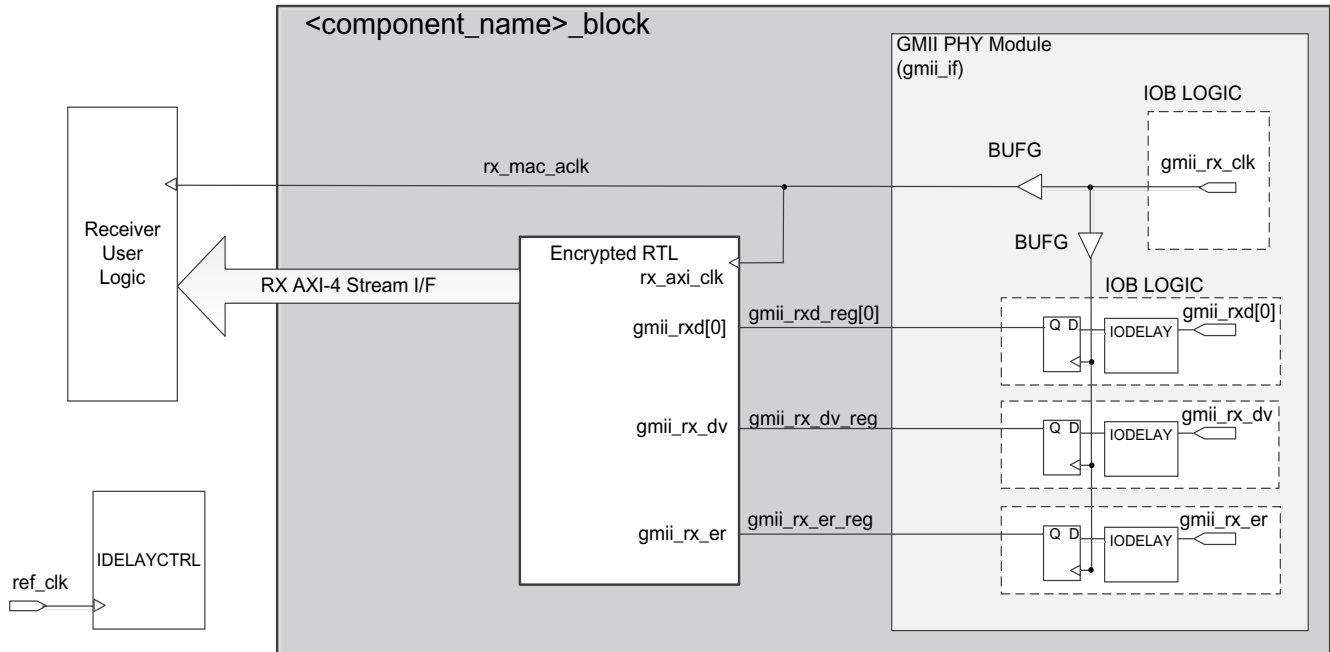 <component_name>_block
GMII PHY Module
(gmii_if)
IOB LOGIC
BUFG
gmii_rx_clk
rx_mac_aclk
Receiver
User
Logic
BUFG
Encrypted RTL
rx_axi_clk
RX AXI-4 Stream I/F
IOB LOGIC
gmii_rxd[0]
gmii_rxd_reg[0]
Q D
IODELAY
gmii_rxd[0]
gmii_rx_dv
gmii_rx_dv_reg
Q D
IODELAY
gmii_rx_dv
gmii_rx_er
gmii_rx_er_reg
Q D
IODELAY
gmii_rx_er
IDELAYCTRL
ref_clk